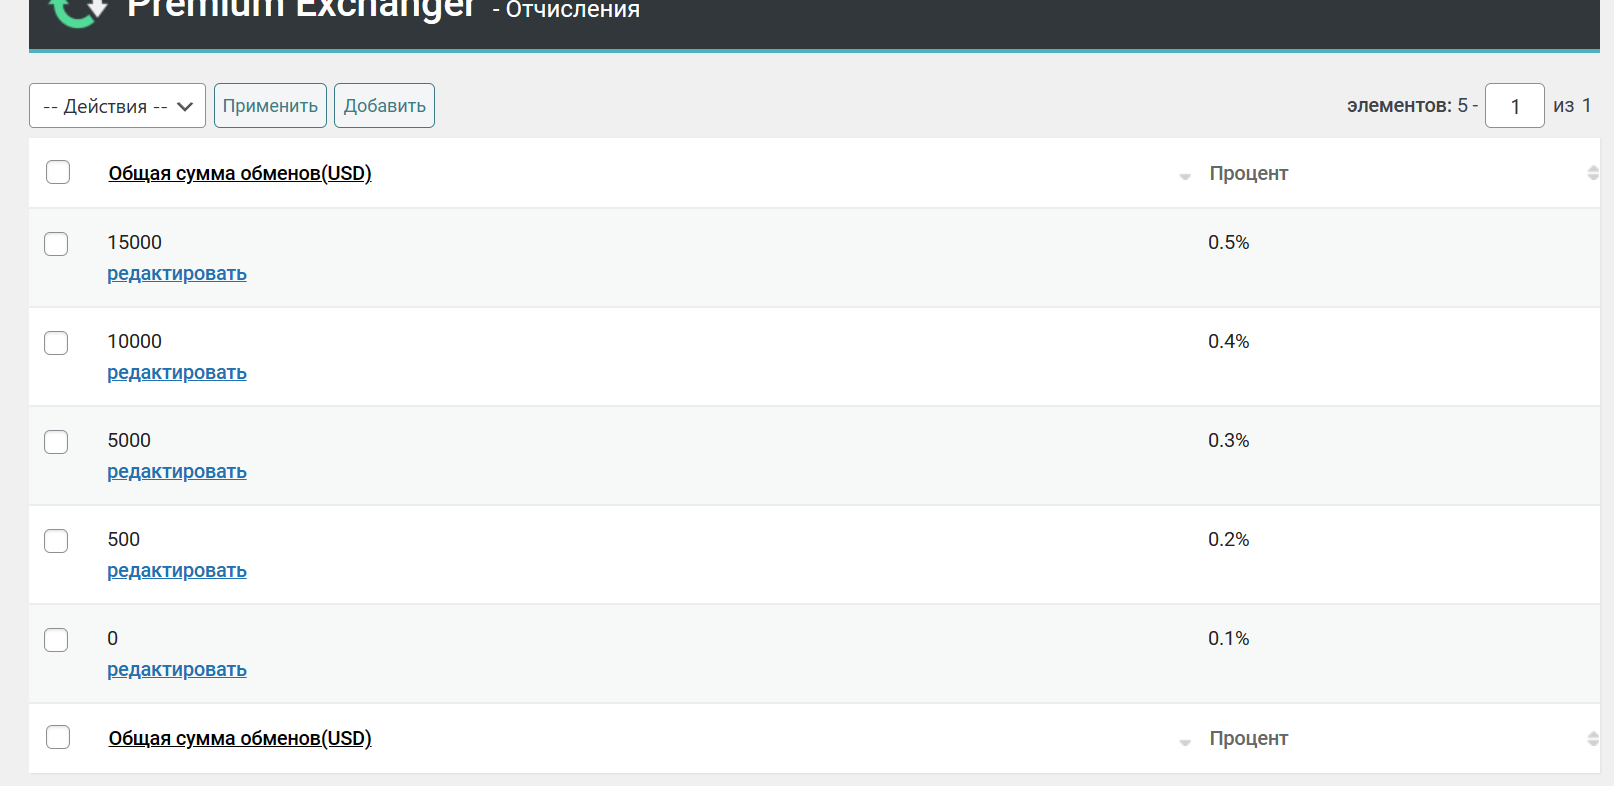 Premium Exchanger - Отчисления
-- Действия -- Применить Добавить элементов: 5 - 1 из 1
Общая сумма обменов(USD) Процент
15000 0.5%
редактировать
10000 0.4%
редактировать
5000 0.3%
редактировать
500 0.2%
редактировать
0 0.1%
редактировать
Общая сумма обменов(USD) Процент